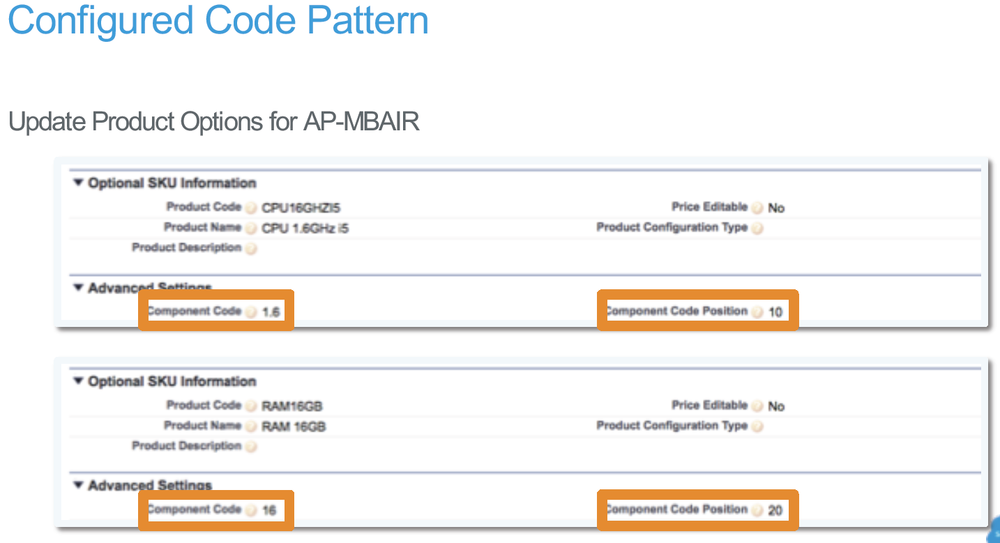 Configured Code Pattern
Update Product Options for AP-MBAIR
Optional SKU Information
Product Code CPU16GHZI5 Price Editable No
Product Name CPU 1.6GHz i5 Product Configuration Type
Product Description
Advanced Settings
Component Code 1.6 Component Code Position 10
Optional SKU Information
Product Code RAM16GB Price Editable No
Product Name RAM 16GB Product Configuration Type
Product Description
Advanced Settings
Component Code 16 Component Code Position 20